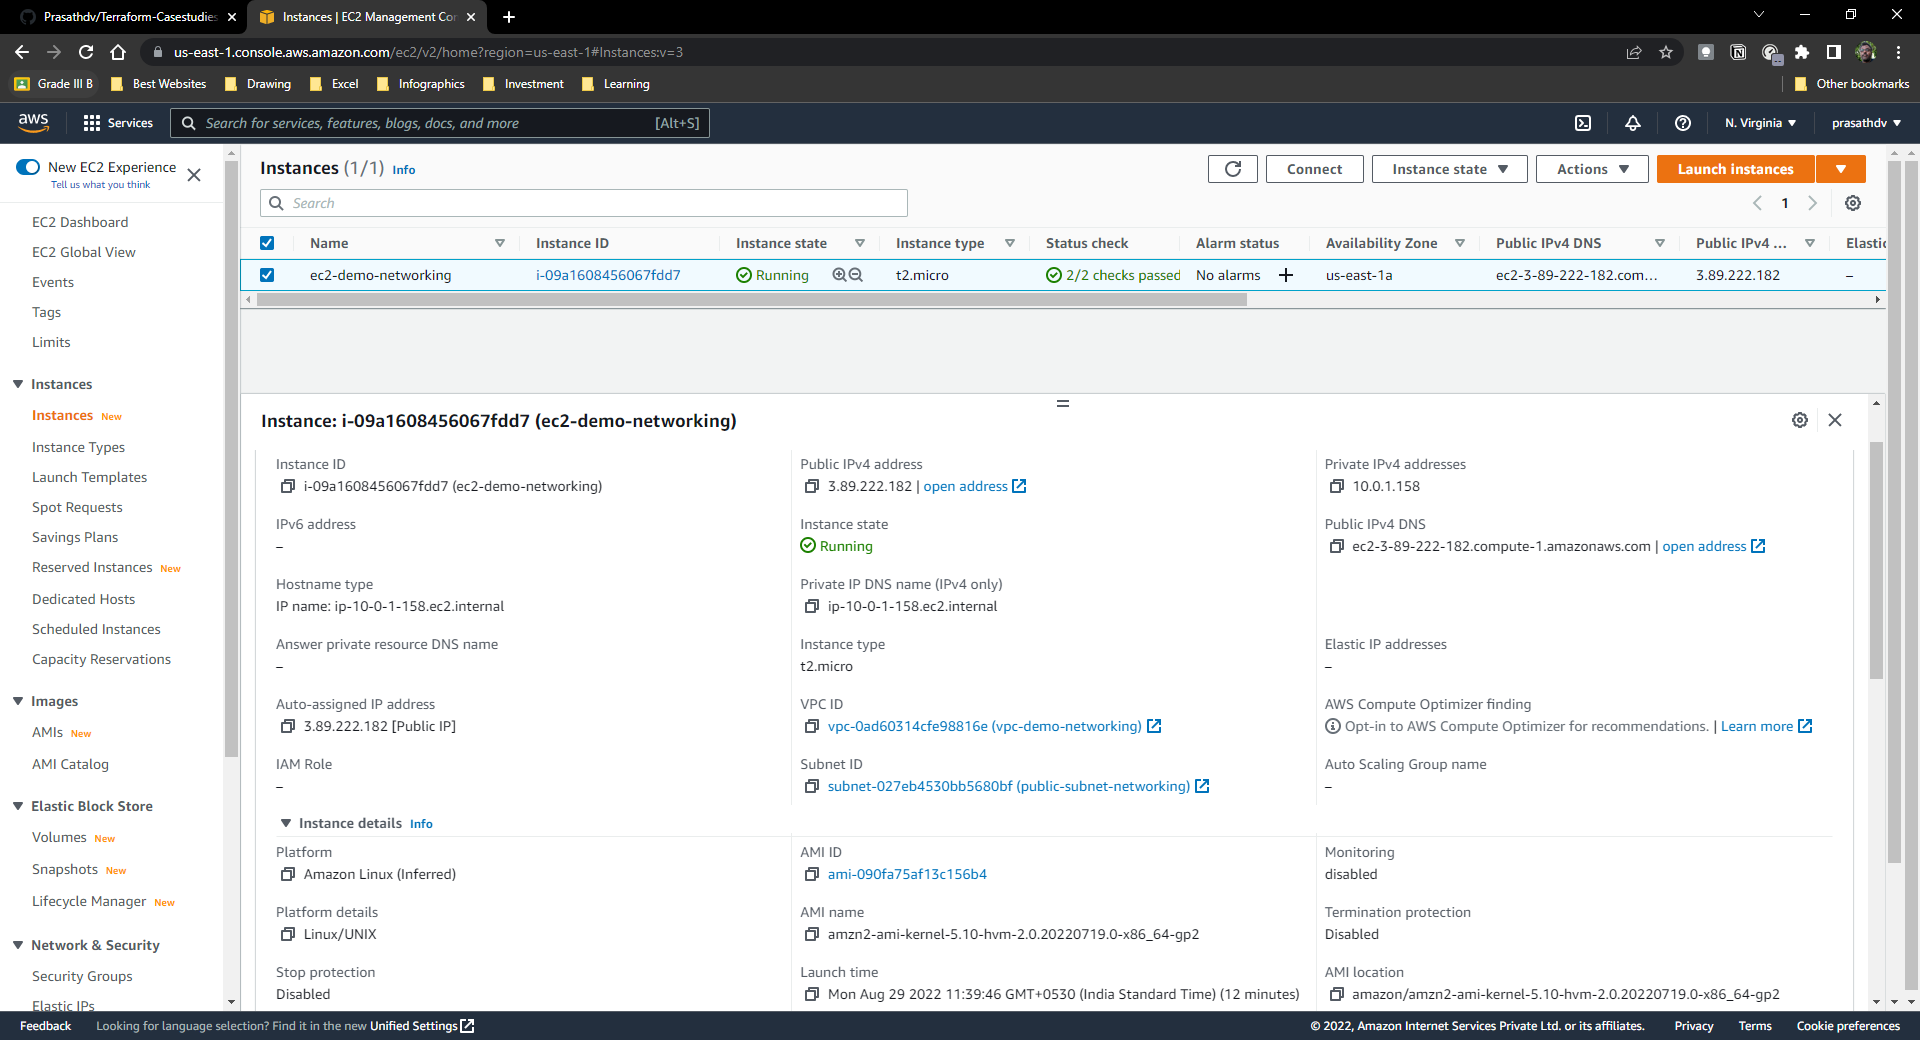 Prasathdv/Terraform-Casestudies
Instances | EC2 Management Con
us-east-1.console.aws.amazon.com/ec2/v2/home?region=us-east-1#Instances:v=3
Grade III B
Best Websites
Drawing
Excel
Infographics
Investment
Learning
Other bookmarks
aws
Services
Search for services, features, blogs, docs, and more
[Alt+S]
N. Virginia
prasathdv
New EC2 Experience
Tell us what you think
EC2 Dashboard
EC2 Global View
Events
Tags
Limits
Instances
Instances New
Instance Types
Launch Templates
Spot Requests
Savings Plans
Reserved Instances New
Dedicated Hosts
Scheduled Instances
Capacity Reservations
Images
AMIs New
AMI Catalog
Elastic Block Store
Volumes New
Snapshots New
Lifecycle Manager New
Network & Security
Security Groups
Elastic IPs
Instances (1/1) Info
Connect
Instance state
Actions
Launch instances
Search
1
Name
Instance ID
Instance state
Instance type
Status check
Alarm status
Availability Zone
Public IPv4 DNS
Public IPv4 ...
Elastic
ec2-demo-networking
i-09a1608456067fdd7
Running
t2.micro
2/2 checks passed
No alarms
us-east-1a
ec2-3-89-222-182.com...
3.89.222.182
–
Instance: i-09a1608456067fdd7 (ec2-demo-networking)
Instance ID
i-09a1608456067fdd7 (ec2-demo-networking)
Public IPv4 address
3.89.222.182 | open address
Private IPv4 addresses
10.0.1.158
IPv6 address
–
Instance state
Running
Public IPv4 DNS
ec2-3-89-222-182.compute-1.amazonaws.com | open address
Hostname type
IP name: ip-10-0-1-158.ec2.internal
Private IP DNS name (IPv4 only)
ip-10-0-1-158.ec2.internal
Answer private resource DNS name
–
Instance type
t2.micro
Elastic IP addresses
–
Auto-assigned IP address
3.89.222.182 [Public IP]
VPC ID
vpc-0ad60314cfe98816e (vpc-demo-networking)
AWS Compute Optimizer finding
Opt-in to AWS Compute Optimizer for recommendations. | Learn more
IAM Role
–
Subnet ID
subnet-027eb4530bb5680bf (public-subnet-networking)
Auto Scaling Group name
–
Instance details Info
Platform
Amazon Linux (Inferred)
AMI ID
ami-090fa75af13c156b4
Monitoring
disabled
Platform details
Linux/UNIX
AMI name
amzn2-ami-kernel-5.10-hvm-2.0.20220719.0-x86_64-gp2
Termination protection
Disabled
Stop protection
Disabled
Launch time
Mon Aug 29 2022 11:39:46 GMT+0530 (India Standard Time) (12 minutes)
AMI location
amazon/amzn2-ami-kernel-5.10-hvm-2.0.20220719.0-x86_64-gp2
Feedback
Looking for language selection? Find it in the new Unified Settings
© 2022, Amazon Internet Services Private Ltd. or its affiliates.
Privacy
Terms
Cookie preferences